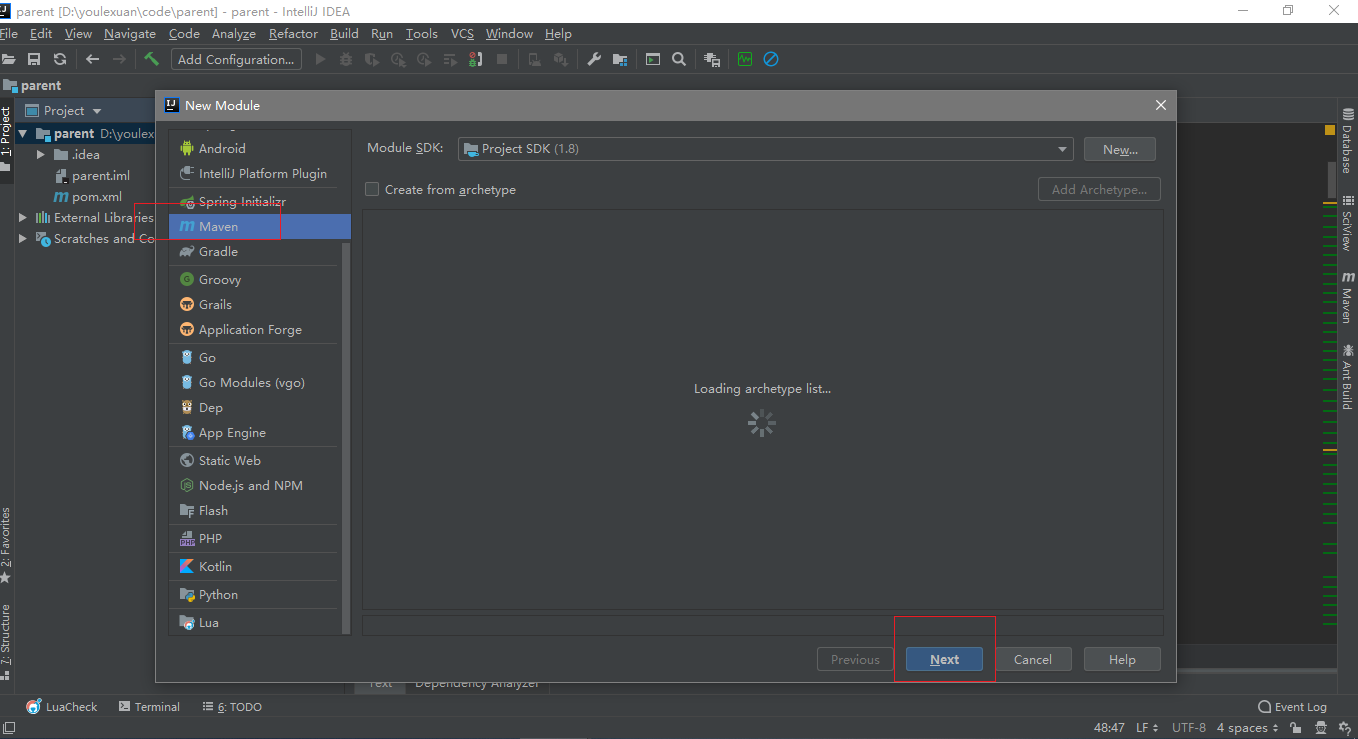 parent [D:\youlexuan\code\parent] - parent - IntelliJ IDEA
File Edit View Navigate Code Analyze Refactor Build Run Tools VCS Window Help
Add Configuration...
parent
1: Project
Project
parent D:\youlex
.idea
parent.iml
pom.xml
External Libraries
Scratches and Co
2: Favorites
7: Structure
New Module
Android
IntelliJ Platform Plugin
Spring Initializr
Maven
Gradle
Groovy
Grails
Application Forge
Go
Go Modules (vgo)
Dep
App Engine
Static Web
Node.js and NPM
Flash
PHP
Kotlin
Python
Lua
Module SDK: Project SDK (1.8) New...
Create from archetype Add Archetype...
Loading archetype list...
Previous Next Cancel Help
Database
SciView
Maven
Ant Build
Text Dependency Analyzer
LuaCheck Terminal 6: TODO Event Log
48:47 LF UTF-8 4 spaces